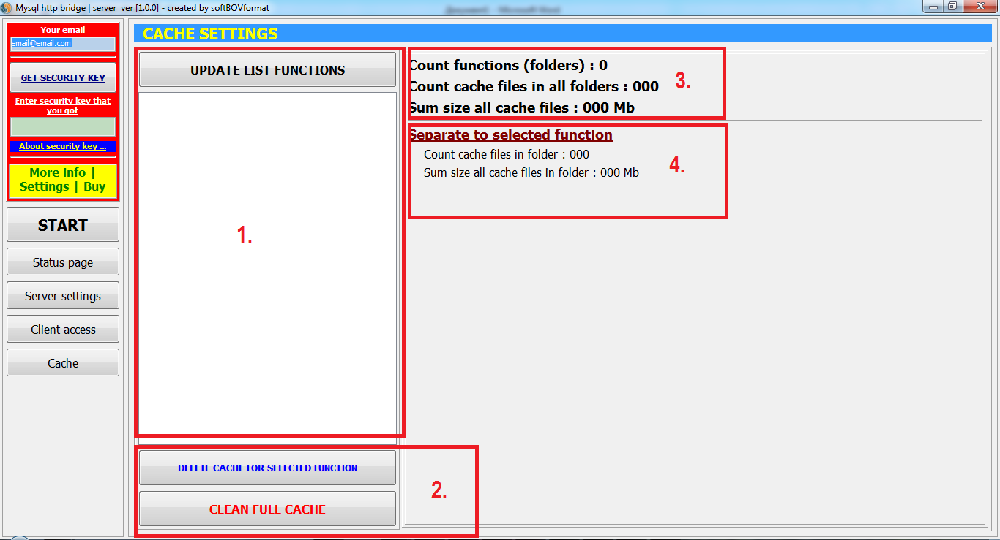 Mysql http bridge | server  ver [1.0.0] - created by softBOVformat
Документ1 - Microsoft Word
Your email
email@email.com
GET SECURITY KEY
Enter security key that
you got
About security key ...
More info |
Settings | Buy
START
Status page
Server settings
Client access
Cache
CACHE SETTINGS
UPDATE LIST FUNCTIONS
1.
DELETE CACHE FOR SELECTED FUNCTION
CLEAN FULL CACHE
2.
Count functions (folders) : 0
Count cache files in all folders : 000
Sum size all cache files : 000 Mb
3.
Separate to selected function
Count cache files in folder : 000
Sum size all cache files in folder : 000 Mb
4.